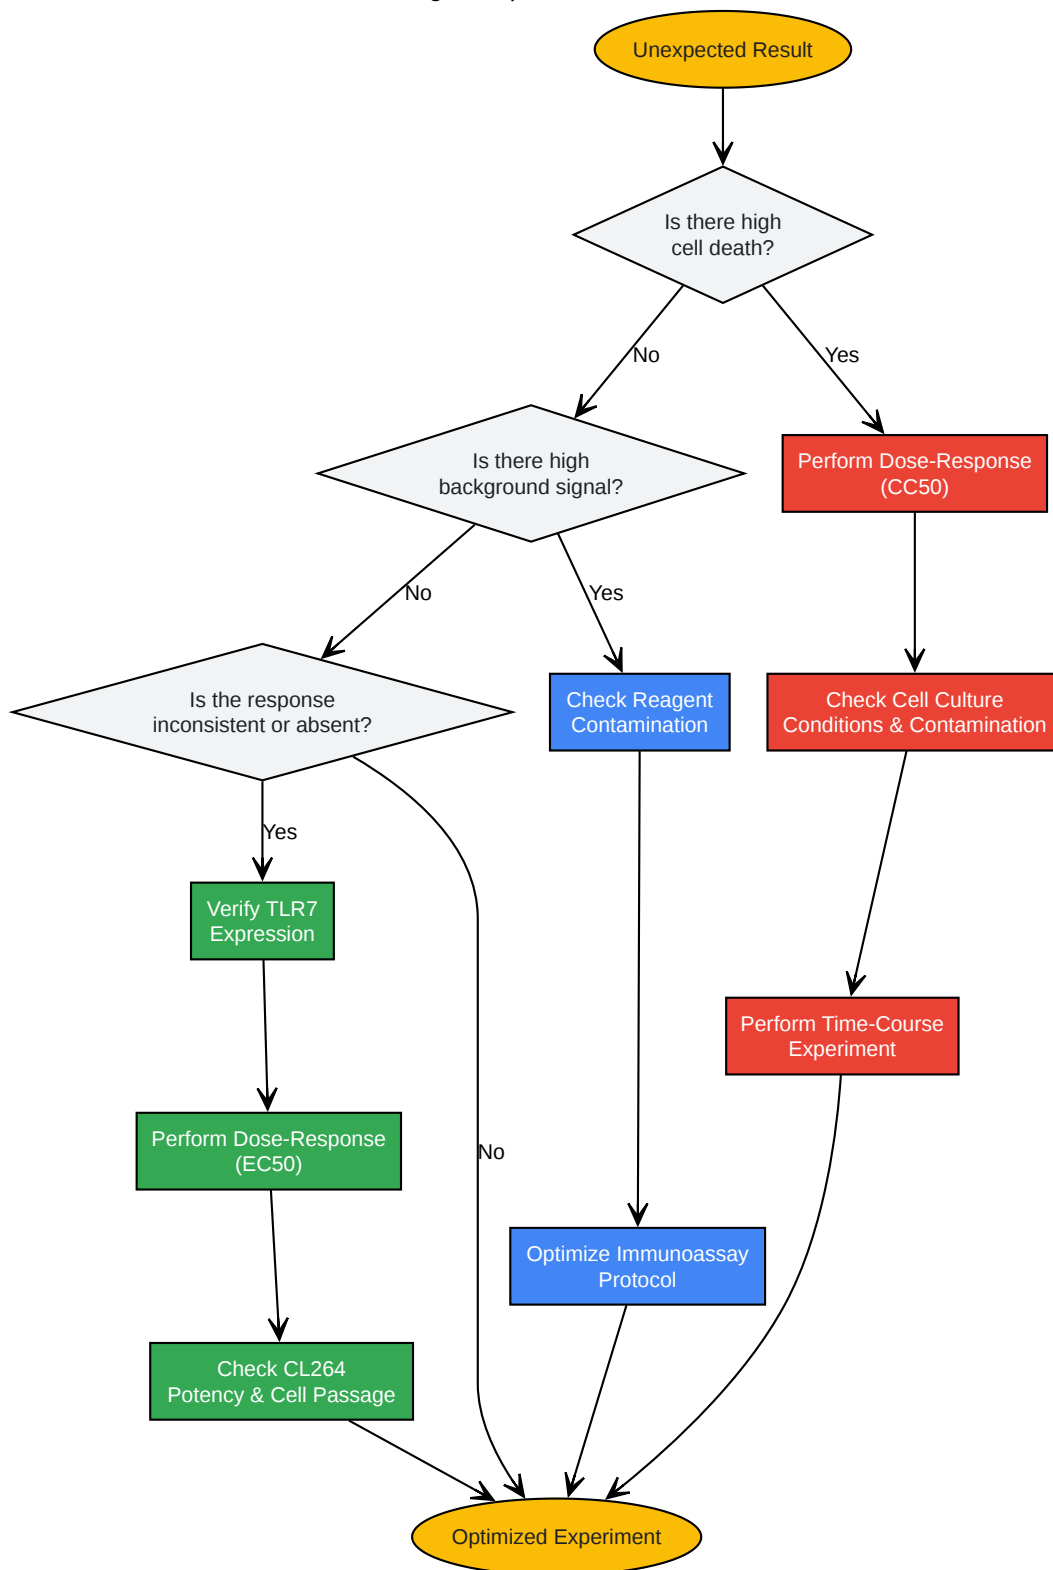 Unexpected Result
Is there high
cell death?
No
Yes
Is there high
background signal?
Perform Dose-Response
(CC50)
No
Yes
Is the response
inconsistent or absent?
Check Reagent
Contamination
Check Cell Culture
Conditions & Contamination
Yes
Verify TLR7
Expression
Perform Time-Course
Experiment
Perform Dose-Response
(EC50)
No
Optimize Immunoassay
Protocol
Check CL264
Potency & Cell Passage
Optimized Experiment